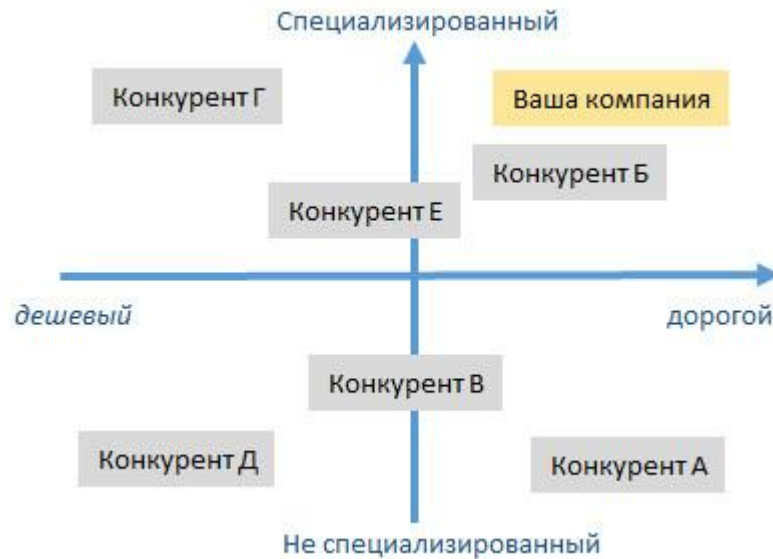 Специализированный
Конкурент Г
Ваша компания
Конкурент Б
Конкурент Е
дешевый
дорогой
Конкурент В
Конкурент Д
Конкурент А
Не специализированный